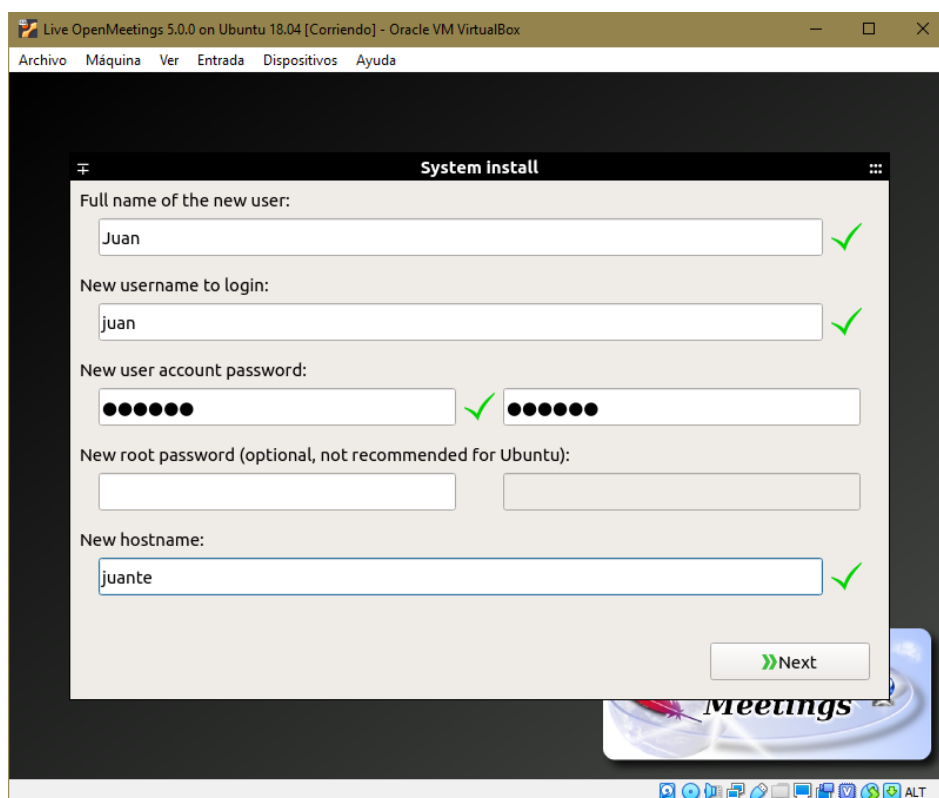 Live OpenMeetings 5.0.0 on Ubuntu 18.04 [Corriendo] - Oracle VM VirtualBox
Archivo Máquina Ver Entrada Dispositivos Ayuda
System install
Full name of the new user:
Juan
New username to login:
juan
New user account password:
●●●●●● ●●●●●●
New root password (optional, not recommended for Ubuntu):
New hostname:
juante
Next
Meetings
ALT